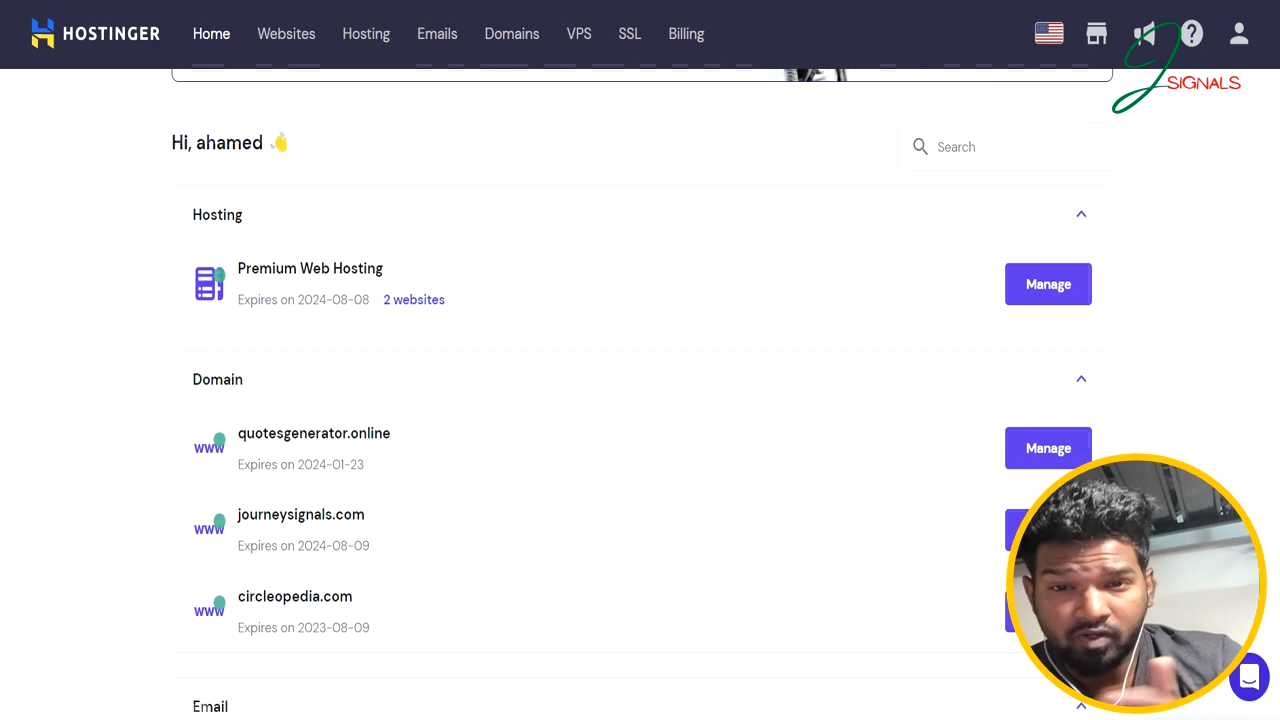 HOSTINGER Home Websites Hosting Emails Domains VPS SSL Billing
J SIGNALS
Hi, ahamed
Search
Hosting
Premium Web Hosting
Expires on 2024-08-08 2 websites
Manage
Domain
www
quotesgenerator.online
Expires on 2024-01-23
Manage
www
journeysignals.com
Expires on 2024-08-09
www
circleopedia.com
Expires on 2023-08-09
Email